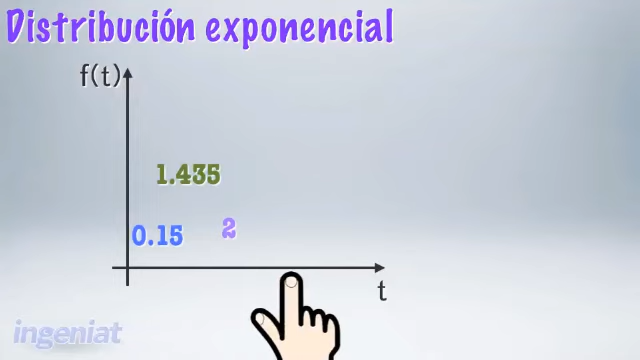 Distribución exponencial
f(t)
1.435
0.15
2
t
ingeniat